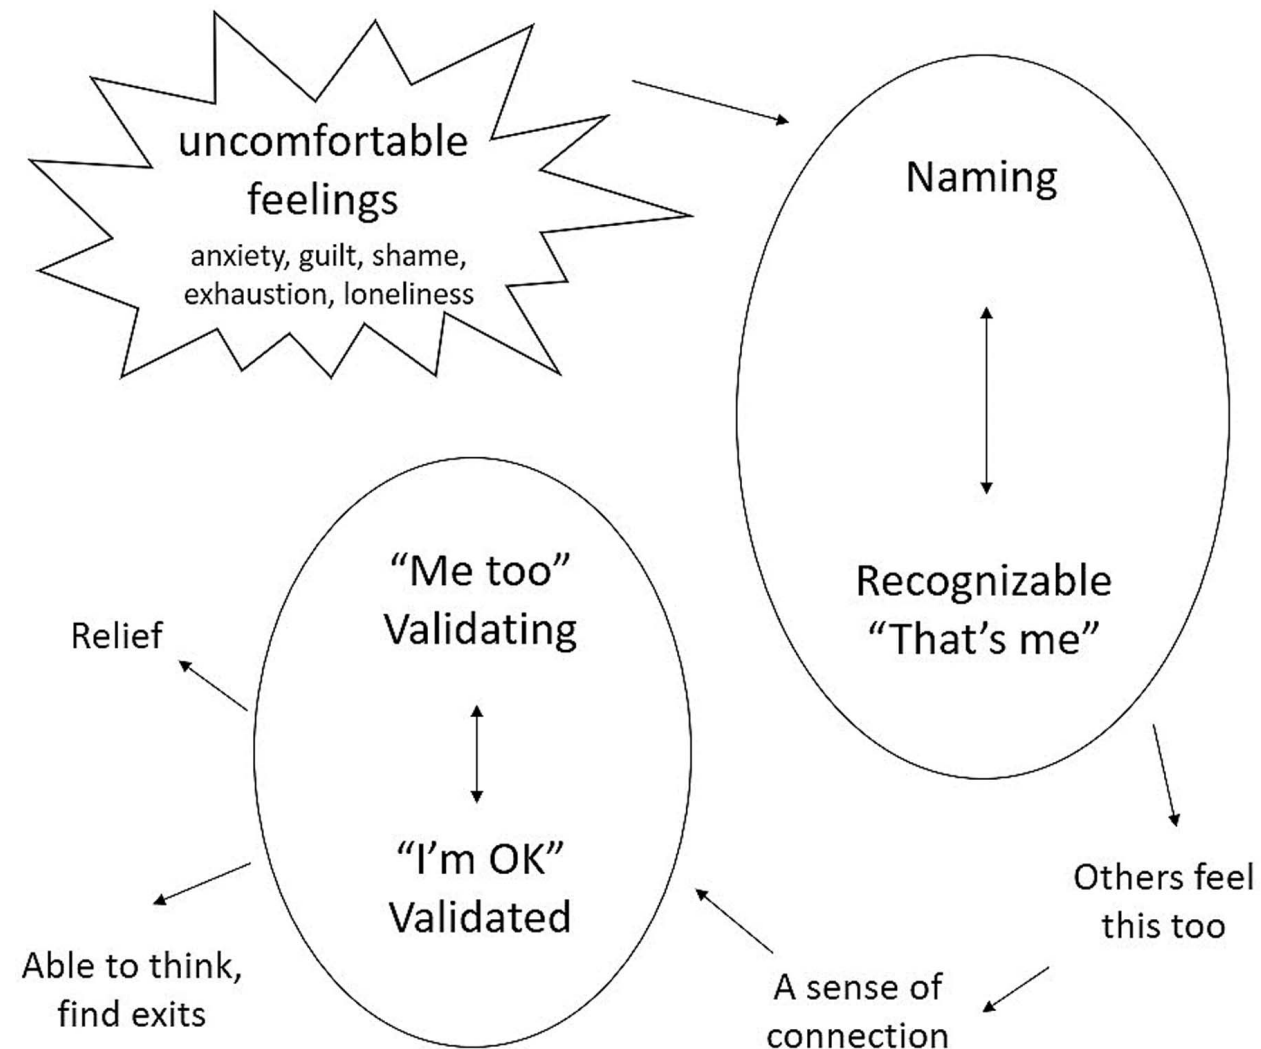 uncomfortable
feelings
anxiety, guilt, shame,
exhaustion, loneliness
Naming
Recognizable
“That’s me”
Others feel
this too
A sense of
connection
“Me too”
Validating
“I’m OK”
Validated
Relief
Able to think,
find exits